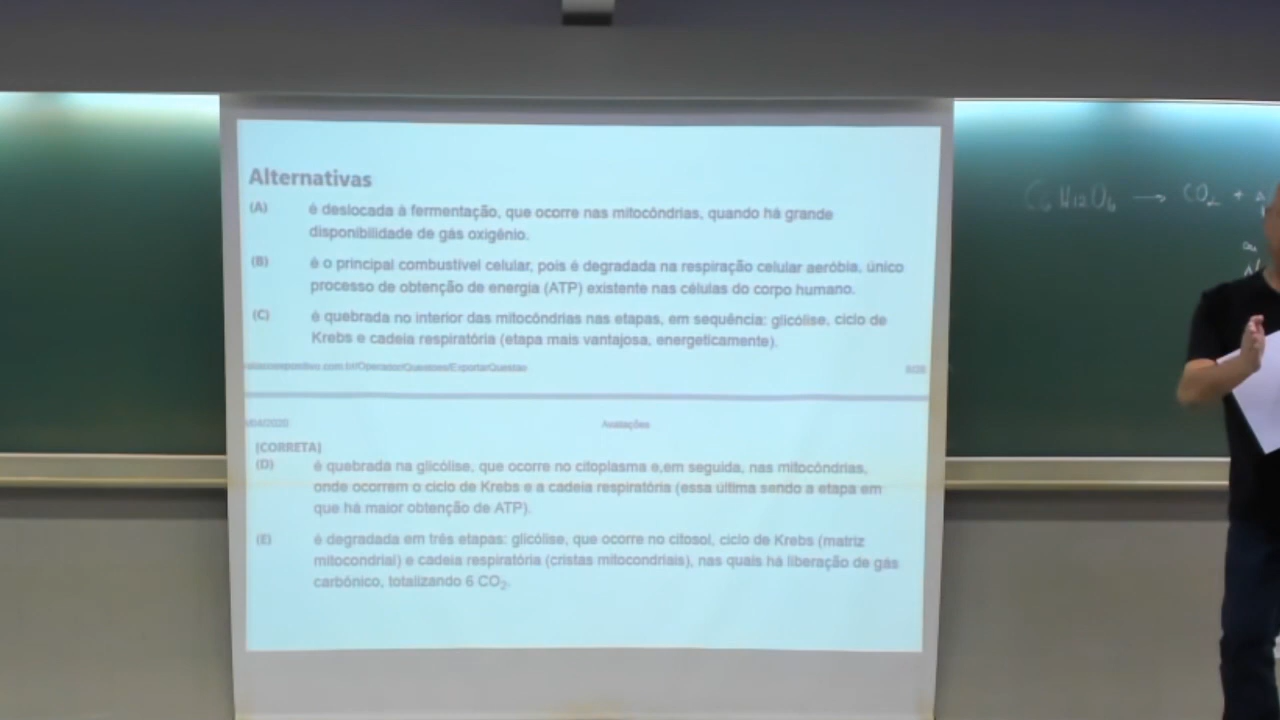 Alternativas
(A) é deslocada à fermentação, que ocorre nas mitocôndrias, quando há grande
disponibilidade de gás oxigênio.
(B) é o principal combustível celular, pois é degradada na respiração celular aeróbia, único
processo de obtenção de energia (ATP) existente nas células do corpo humano.
(C) é quebrada no interior das mitocôndrias nas etapas, em sequência: glicólise, ciclo de
Krebs e cadeia respiratória (etapa mais vantajosa, energeticamente).
04/2020 Avaliações
[CORRETA]
(D) é quebrada na glicólise, que ocorre no citoplasma e,em seguida, nas mitocôndrias,
onde ocorrem o ciclo de Krebs e a cadeia respiratória (essa última sendo a etapa em
que há maior obtenção de ATP).
(E) é degradada em três etapas: glicólise, que ocorre no citosol, ciclo de Krebs (matriz
mitocondrial) e cadeia respiratória (cristas mitocondriais), nas quais há liberação de gás
carbônico, totalizando 6 CO₂.
C₆H₁₂O₆ → CO₂ +